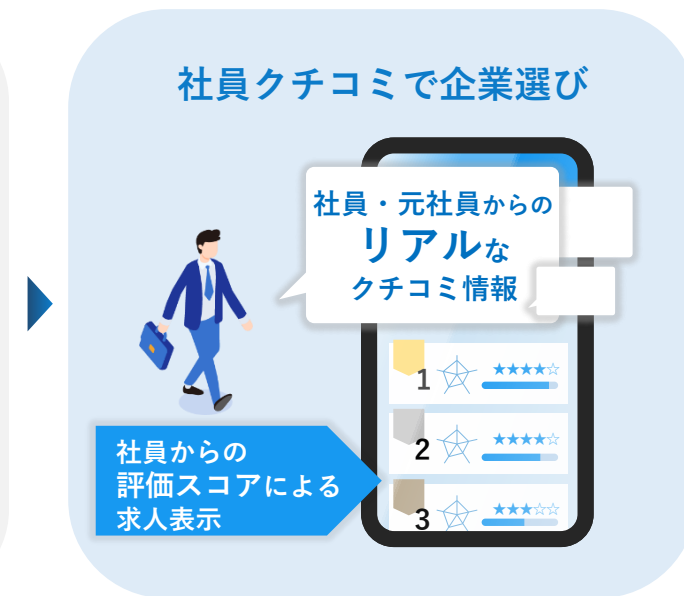 社員クチコミで企業選び
社員・元社員からの
リアルな
クチコミ情報
1 ★★★★☆
2 ★★★★☆
3 ★★★☆☆
社員からの
評価スコアによる
求人表示